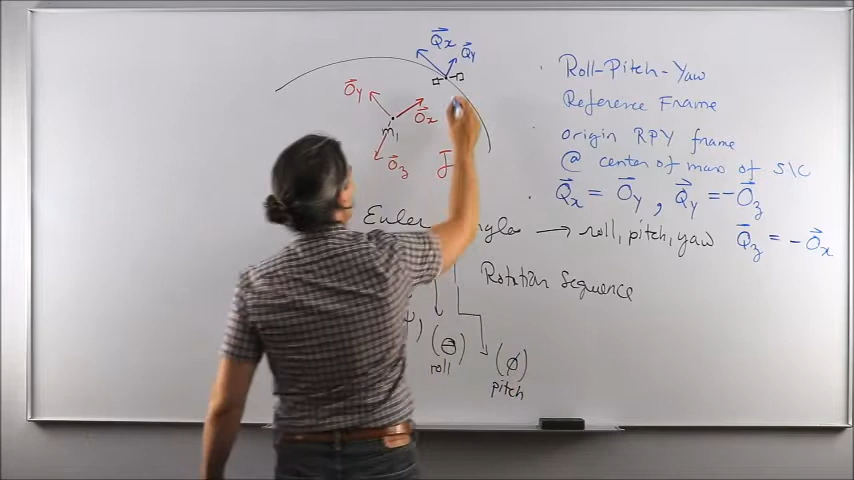 Q⃗x
Q⃗y
O⃗y
O⃗x
m₁
O⃗z
Roll-Pitch-Yaw
Reference Frame
origin RPY frame
@ center of mass of S/C
Q⃗x = O⃗y, Q⃗y = -O⃗z
Q⃗z = -O⃗x
Euler → roll, pitch, yaw
Rotation Sequence
(Θ)
roll
(φ)
pitch